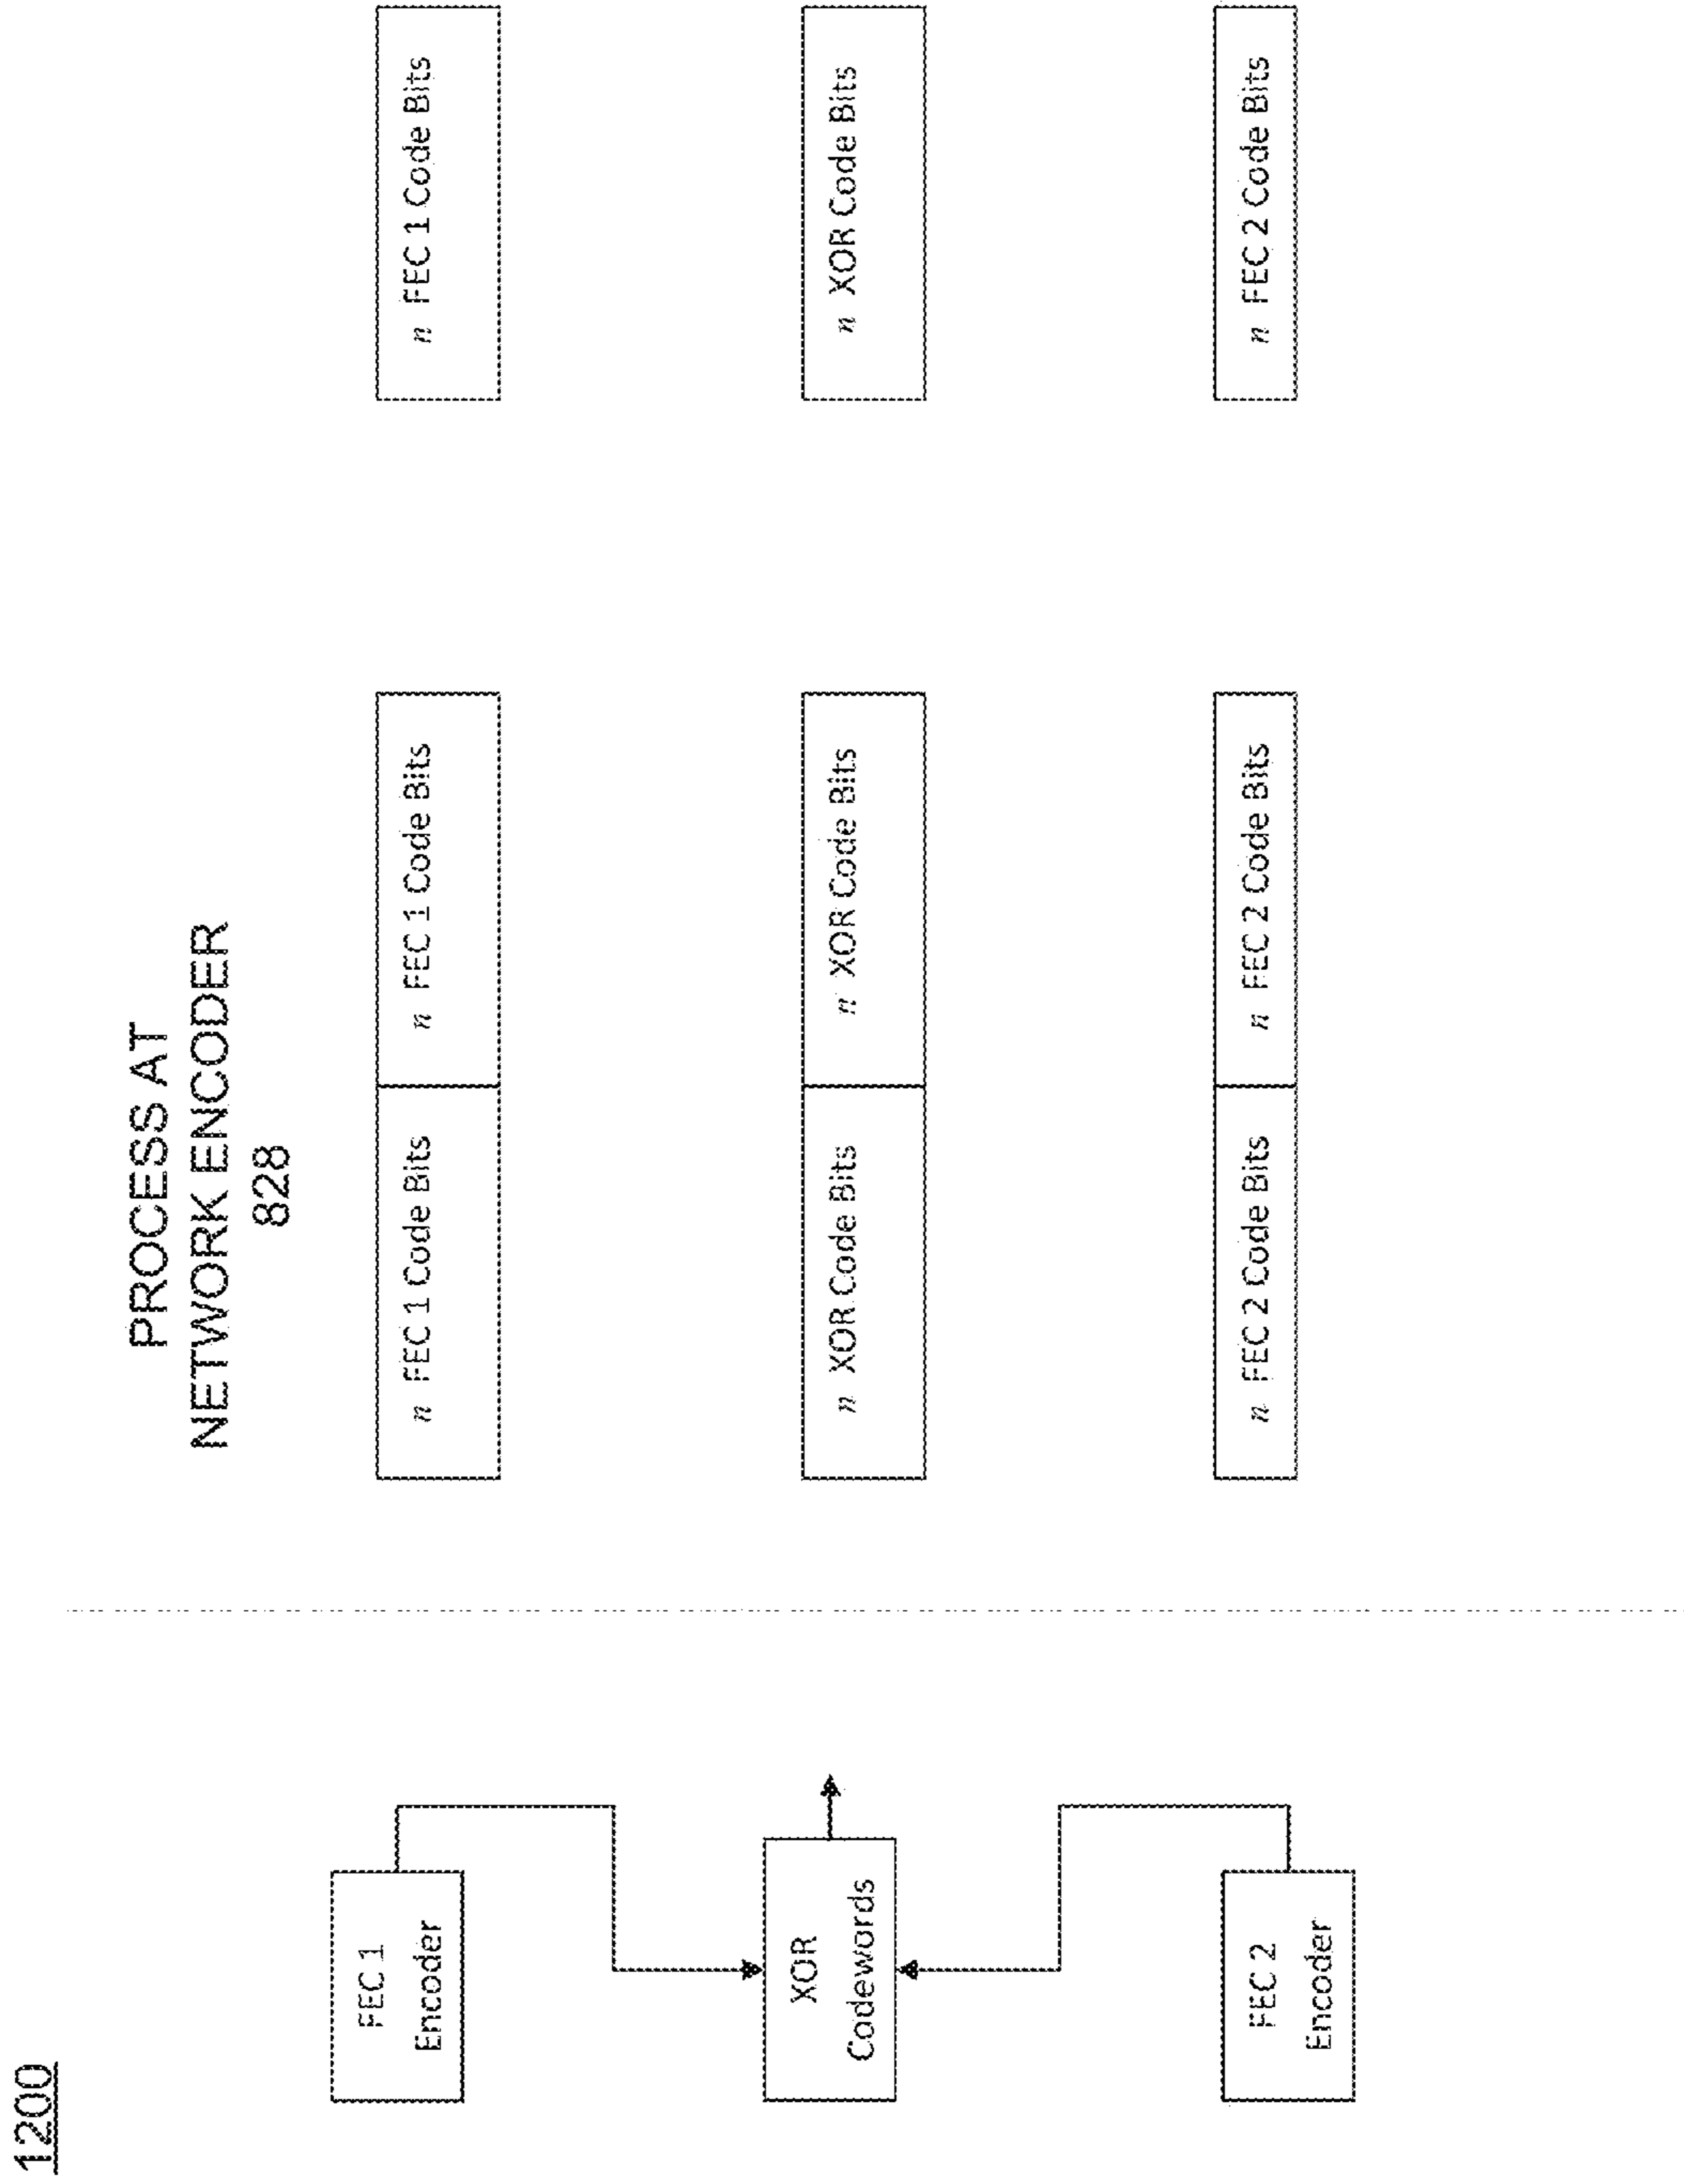 1200
PROCESS AT
NETWORK ENCODER
828
FEC 1
Encoder
n FEC 1 Code Bits
n FEC 1 Code Bits
n FEC 1 Code Bits
XOR
Codewords
n XOR Code Bits
n XOR Code Bits
n XOR Code Bits
FEC 2
Encoder
n FEC 2 Code Bits
n FEC 2 Code Bits
n FEC 2 Code Bits